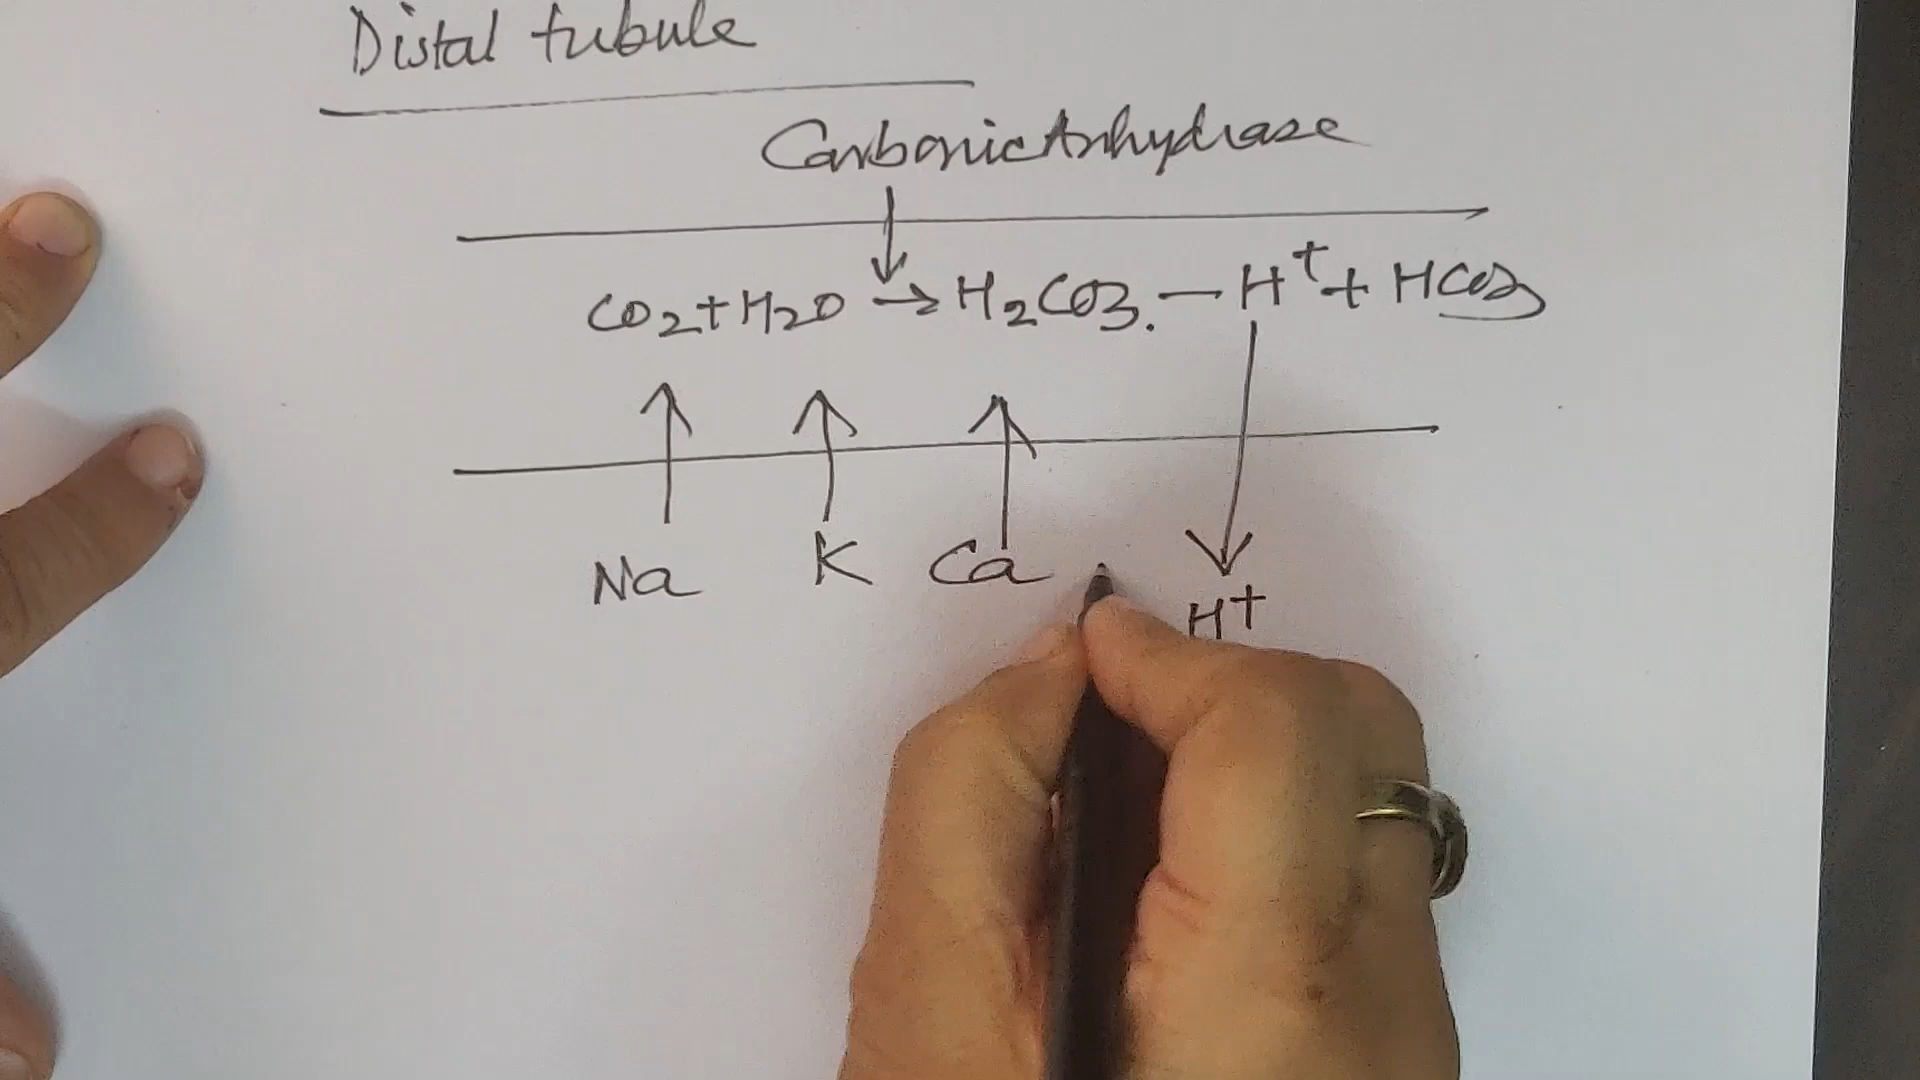 Distal tubule
Carbonic Anhydrase
CO2+H2O → H2CO3. — H+ + HCO3
Na K Ca
H+